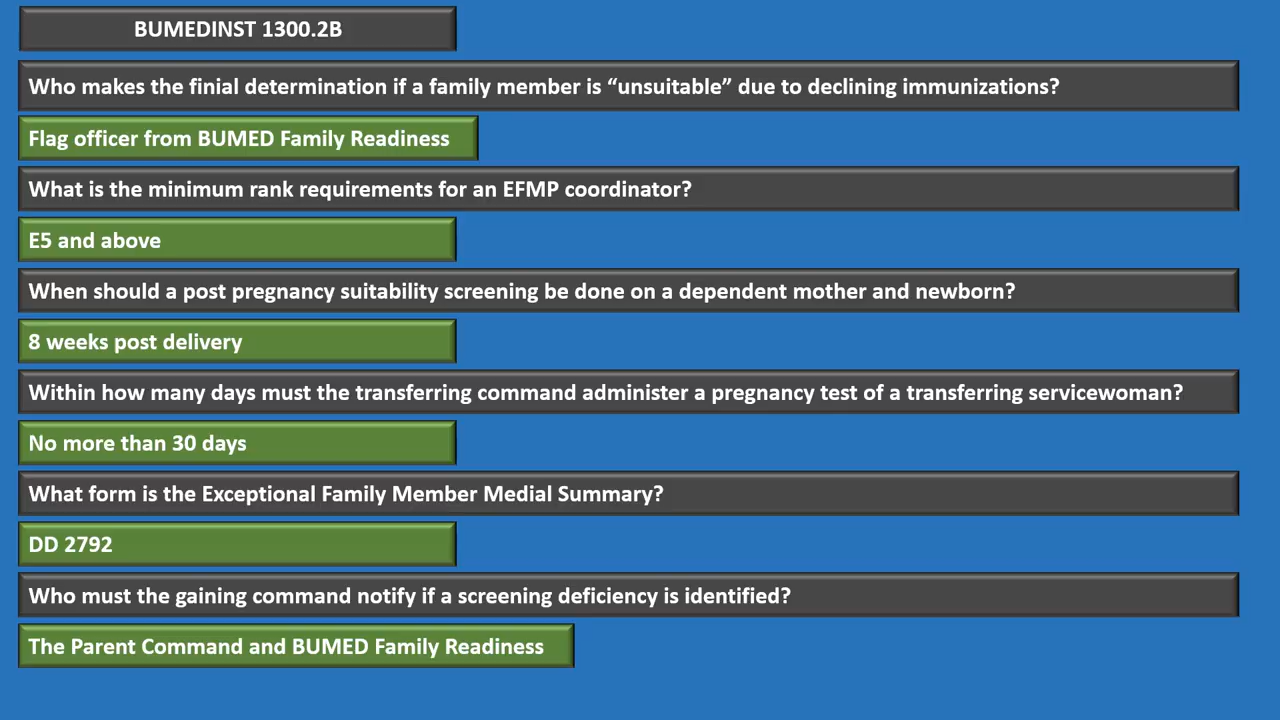 BUMEDINST 1300.2B
Who makes the finial determination if a family member is “unsuitable” due to declining immunizations?
Flag officer from BUMED Family Readiness
What is the minimum rank requirements for an EFMP coordinator?
E5 and above
When should a post pregnancy suitability screening be done on a dependent mother and newborn?
8 weeks post delivery
Within how many days must the transferring command administer a pregnancy test of a transferring servicewoman?
No more than 30 days
What form is the Exceptional Family Member Medial Summary?
DD 2792
Who must the gaining command notify if a screening deficiency is identified?
The Parent Command and BUMED Family Readiness